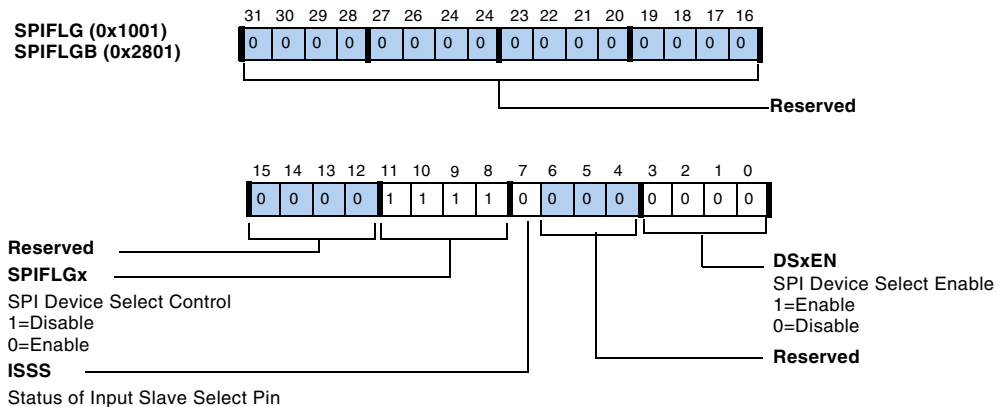 SPIFLG (0x1001)
SPIFLGB (0x2801)
31 30 29 28 27 26 24 24 23 22 21 20 19 18 17 16
0 0 0 0 0 0 0 0 0 0 0 0 0 0 0 0
Reserved
15 14 13 12 11 10 9 8 7 6 5 4 3 2 1 0
0 0 0 0 1 1 1 1 0 0 0 0 0 0 0 0
Reserved
SPIFLGx
SPI Device Select Control
1=Disable
0=Enable
ISSS
Status of Input Slave Select Pin
DSxEN
SPI Device Select Enable
1=Enable
0=Disable
Reserved